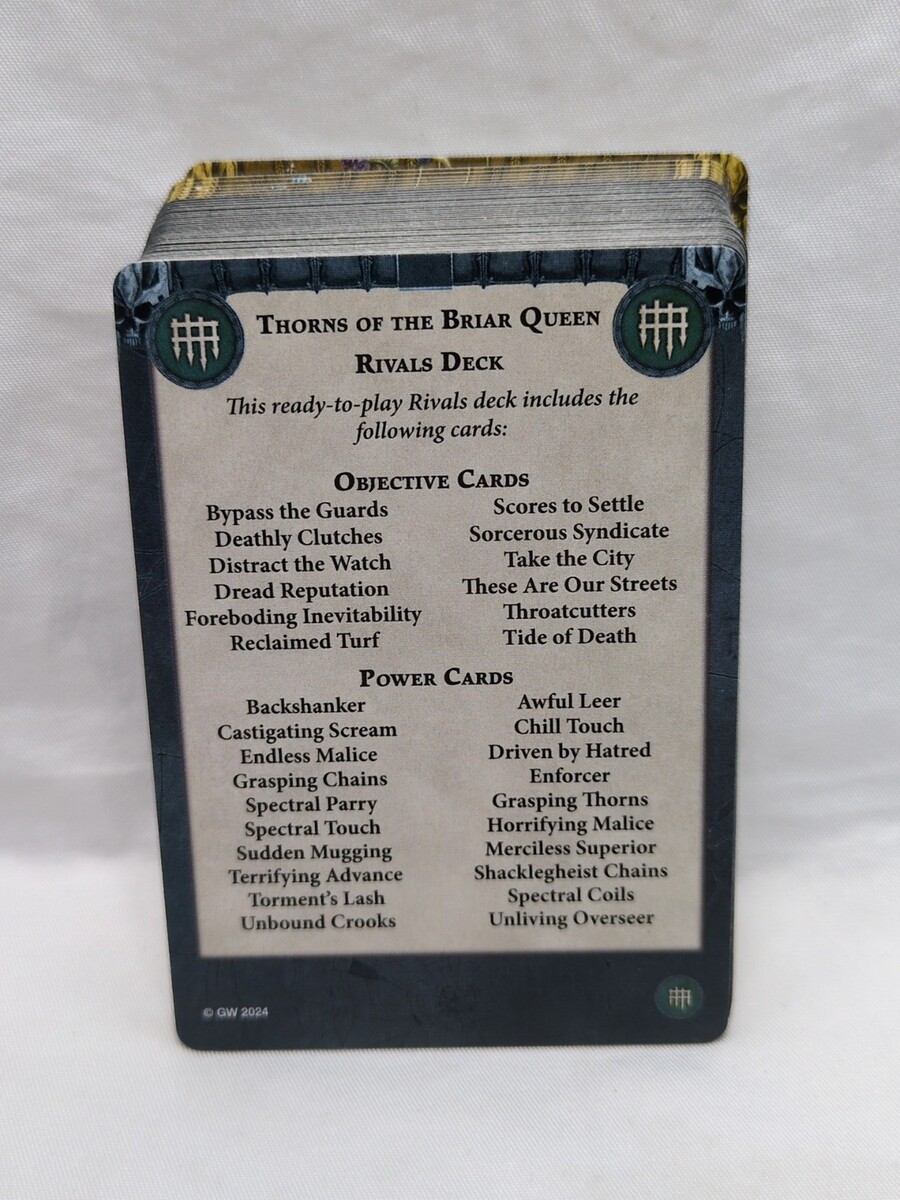 Thorns of the Briar Queen
Rivals Deck
This ready-to-play Rivals deck includes the
following cards:
Objective Cards
Bypass the Guards
Deathly Clutches
Distract the Watch
Dread Reputation
Foreboding Inevitability
Reclaimed Turf
Scores to Settle
Sorcerous Syndicate
Take the City
These Are Our Streets
Throatcutters
Tide of Death
Power Cards
Backshanker
Castigating Scream
Endless Malice
Grasping Chains
Spectral Parry
Spectral Touch
Sudden Mugging
Terrifying Advance
Torment's Lash
Unbound Crooks
Awful Leer
Chill Touch
Driven by Hatred
Enforcer
Grasping Thorns
Horrifying Malice
Merciless Superior
Shacklegheist Chains
Spectral Coils
Unliving Overseer
© GW 2024